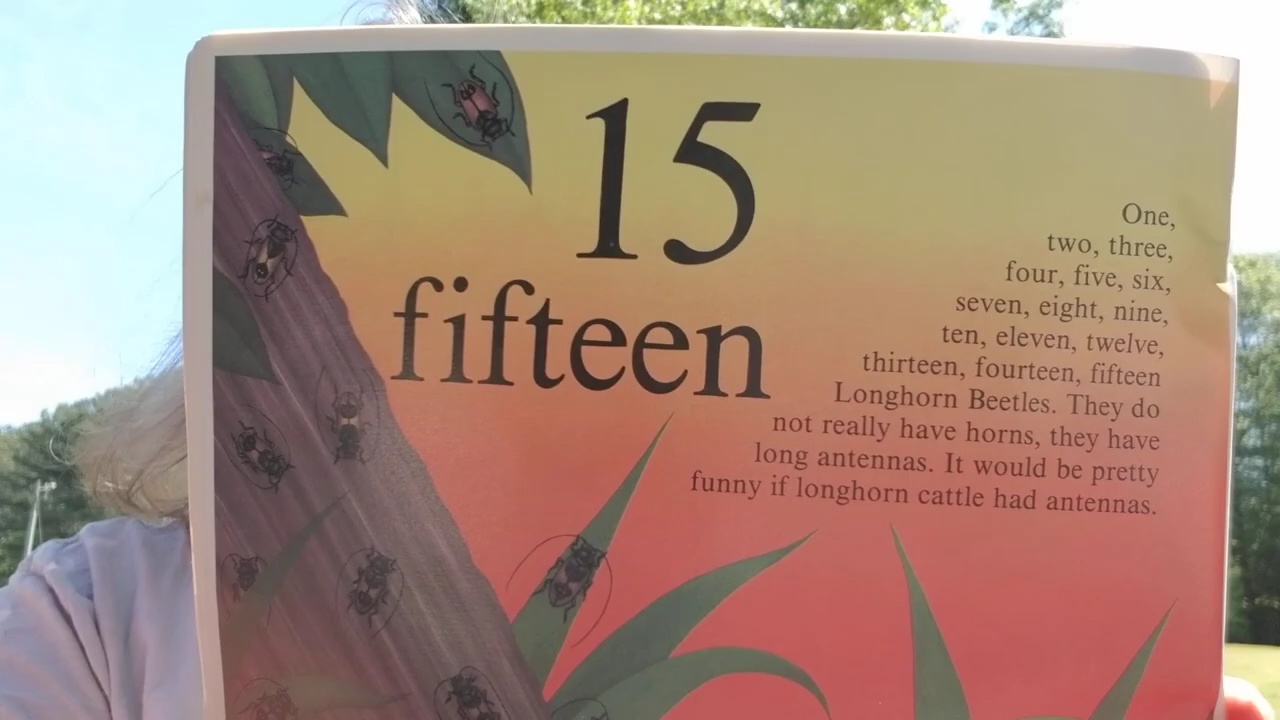 15
fifteen
One,
two, three,
four, five, six,
seven, eight, nine,
ten, eleven, twelve,
thirteen, fourteen, fifteen
Longhorn Beetles. They do
not really have horns, they have
long antennas. It would be pretty
funny if longhorn cattle had antennas.